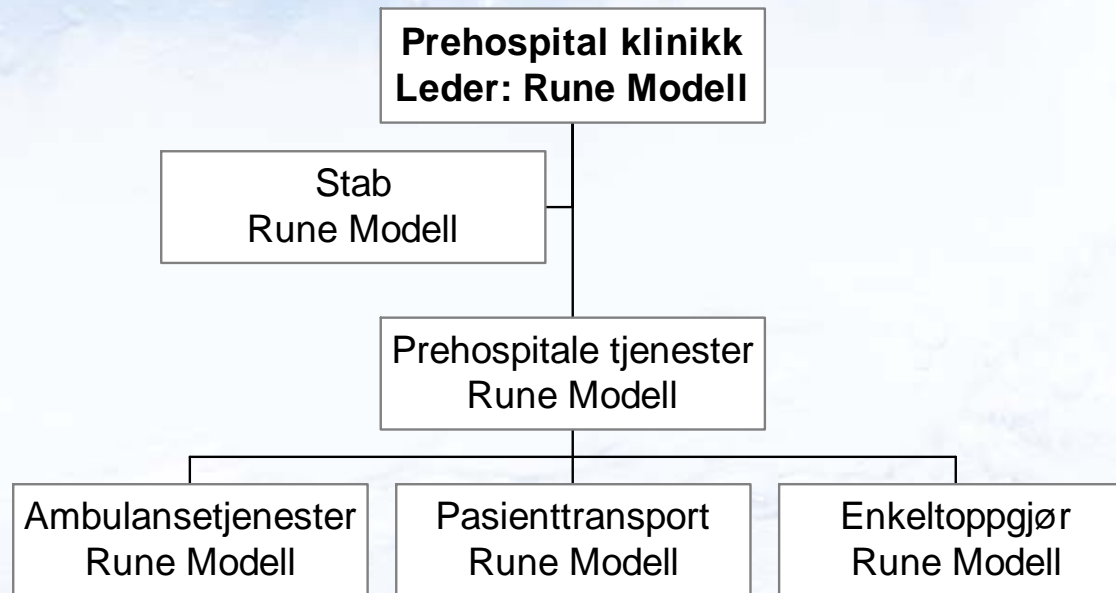 Prehospital klinikk
Leder: Rune Modell
Stab
Rune Modell
Prehospitale tjenester
Rune Modell
Ambulansetjenester
Rune Modell
Pasienttransport
Rune Modell
Enkeltoppgjør
Rune Modell